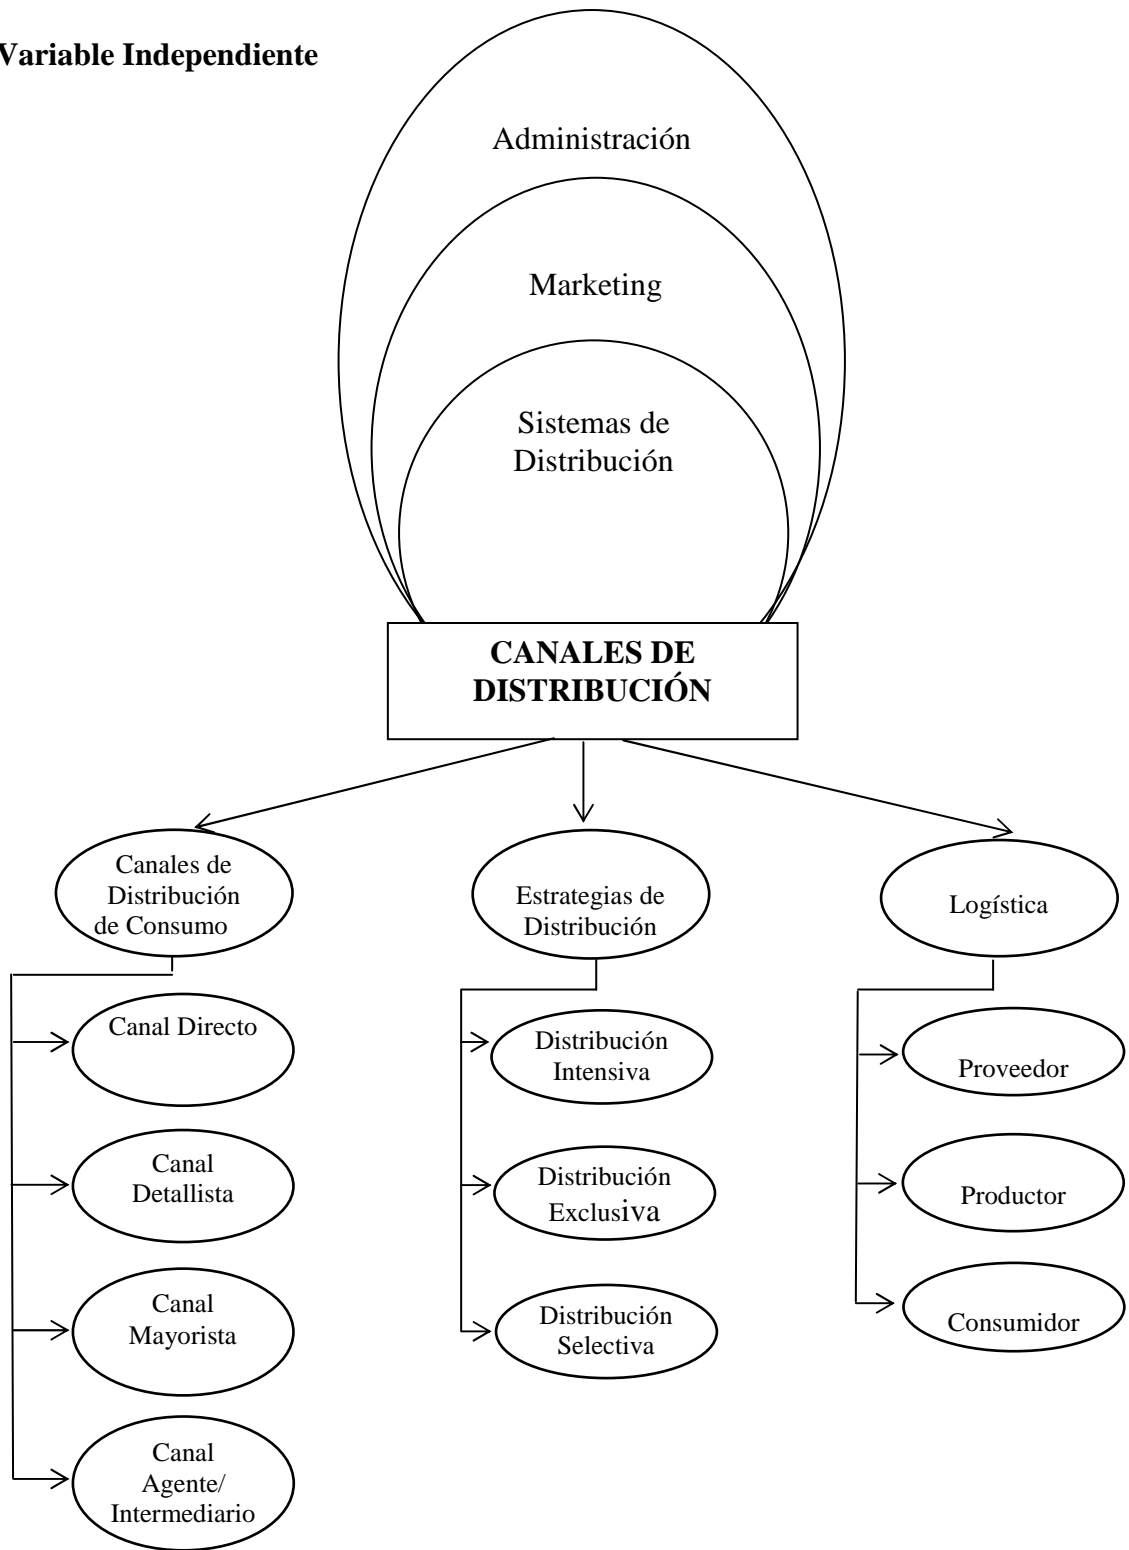 Variable Independiente
Administración
Marketing
Sistemas de
Distribución
CANALES DE
DISTRIBUCIÓN
Canales de
Distribución
de Consumo
Canal Directo
Canal
Detallista
Canal
Mayorista
Canal
Agente/
Intermediario
Estrategias de
Distribución
Distribución
Intensiva
Distribución
Exclusiva
Distribución
Selectiva
Logística
Proveedor
Productor
Consumidor